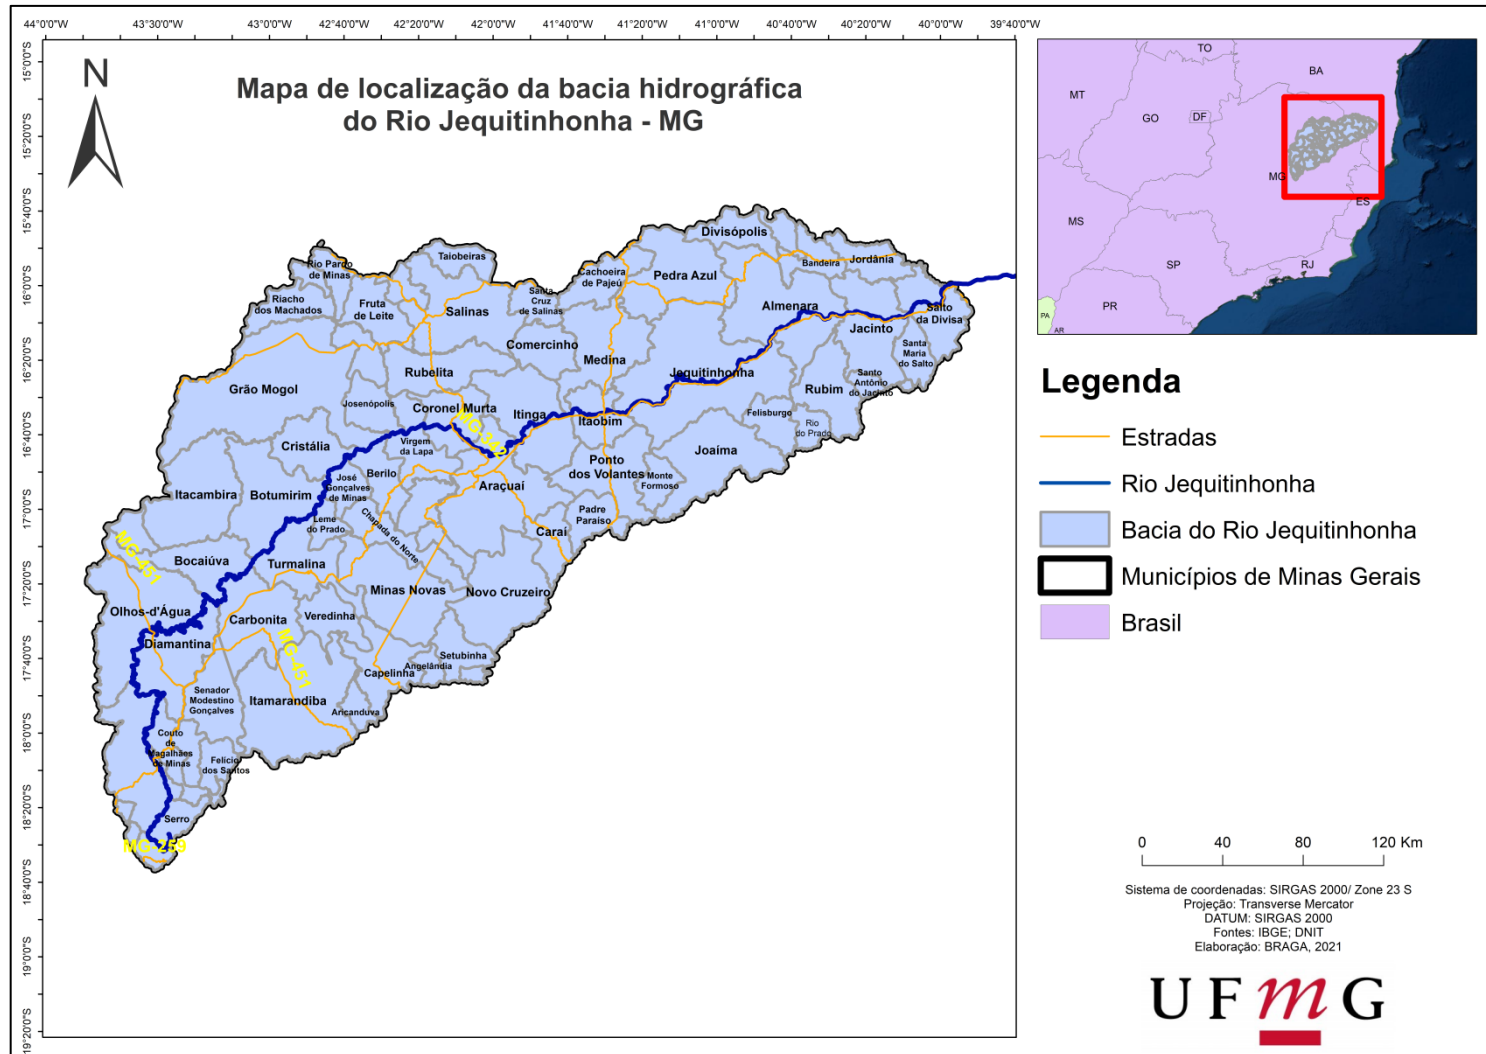 44°0'0"W
43°30'0"W
43°0'0"W
42°40'0"W
42°20'0"W
42°0'0"W
41°40'0"W
41°20'0"W
41°0'0"W
40°40'0"W
40°20'0"W
40°0'0"W
39°40'0"W
15°0'0"S
15°20'0"S
15°40'0"S
16°0'0"S
16°20'0"S
16°40'0"S
17°0'0"S
17°20'0"S
17°40'0"S
18°0'0"S
18°20'0"S
18°40'0"S
19°0'0"S
19°20'0"S
N
Mapa de localização da bacia hidrográfica
do Rio Jequitinhonha - MG
Divisópolis
Taiobeiras
Rio Pardo
de Minas
Cachoeira
de Pajeú
Pedra Azul
Bandeira
Jordânia
Riacho
dos Machados
Fruta
de Leite
Salinas
Santa
Cruz
de Salinas
Almenara
Salto
da Divisa
Jacinto
Comercinho
Medina
Santa
Maria
do Salto
Rubelita
Jequitinhonha
Santo
Antônio
do Jacinto
Grão Mogol
Rubim
Josenópolis
Coronel Murta
Itinga
Itaobim
Felisburgo
Rio
do Prado
MG-342
Cristália
Virgem
da Lapa
Joaíma
Ponto
dos Volantes
Berilo
José
Gonçalves
de Minas
Monte
Formoso
Araçuaí
Itacambira
Botumirim
Leme
do Prado
Chapada do Norte
Padre
Paraíso
Caraí
MG-451
Bocaiúva
Turmalina
Minas Novas
Novo Cruzeiro
Olhos-d'Água
Carbonita
Veredinha
Diamantina
MG-451
Setubinha
Angelândia
Capelinha
Senador
Modestino
Gonçalves
Itamarandiba
Aricanduva
Couto
de
Magalhães
de Minas
Felício
dos Santos
Serro
MG-259
TO
BA
MT
GO
DF
MG
ES
MS
SP
RJ
PR
PA
AR
Legenda
Estradas
Rio Jequitinhonha
Bacia do Rio Jequitinhonha
Municípios de Minas Gerais
Brasil
0 40 80 120 Km
Sistema de coordenadas: SIRGAS 2000/ Zone 23 S
Projeção: Transverse Mercator
DATUM: SIRGAS 2000
Fontes: IBGE; DNIT
Elaboração: BRAGA, 2021
UFmG